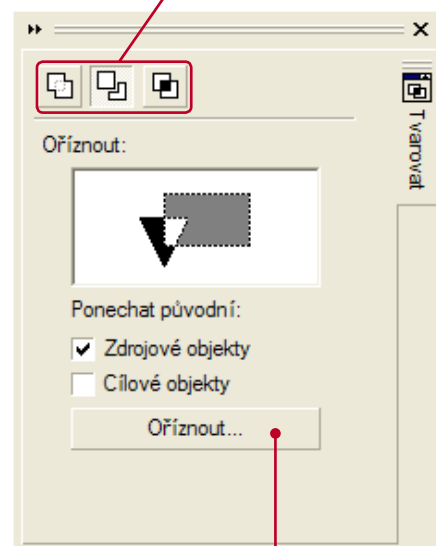 Tvarovat
Oříznout:
Ponechat původní:
Zdrojové objekty
Cílové objekty
Oříznout...